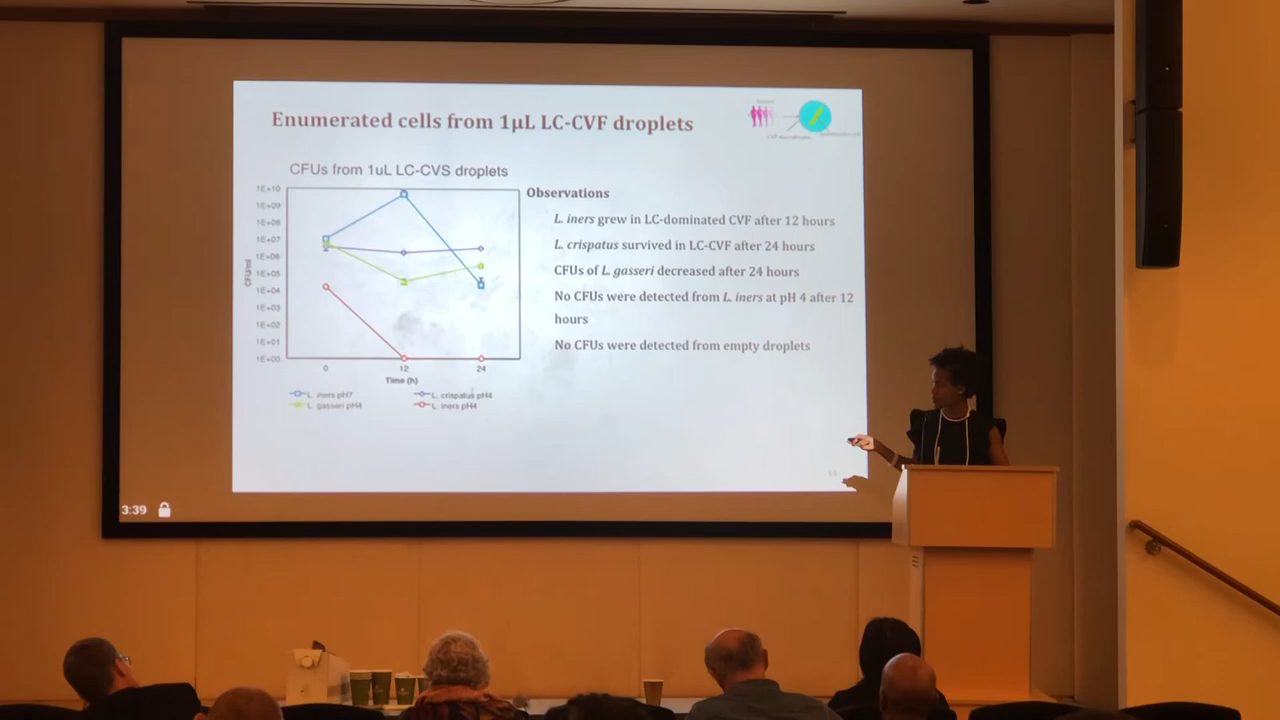 Enumerated cells from 1µL LC-CVF droplets
CFUs from 1uL LC-CVS droplets
1E+10
1E+09
1E+08
1E+07
1E+06
1E+05
1E+04
1E+03
1E+02
1E+01
1E+00
CFU/ml
0 12 24
Time (h)
L. iners pH7
L. crispatus pH4
L. gasseri pH4
L. iners pH4
Observations
L. iners grew in LC-dominated CVF after 12 hours
L. crispatus survived in LC-CVF after 24 hours
CFUs of L. gasseri decreased after 24 hours
No CFUs were detected from L. iners at pH 4 after 12
hours
No CFUs were detected from empty droplets
3:39